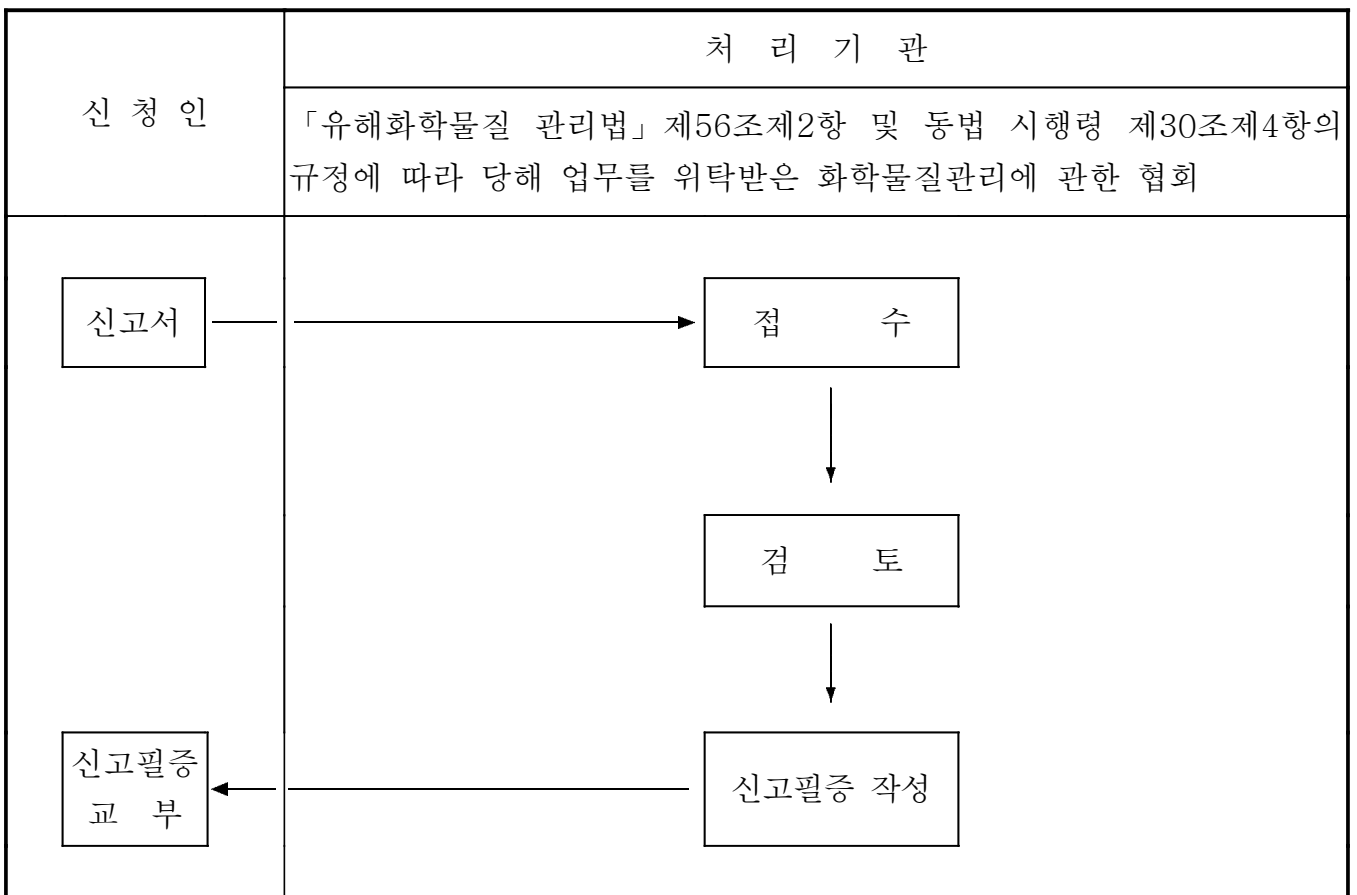 처 리 기 관
신 청 인
「유해화학물질 관리법」제56조제2항 및 동법 시행령 제30조제4항의
규정에 따라 당해 업무를 위탁받은 화학물질관리에 관한 협회
신고서
접 수
검 토
신고필증
교 부
신고필증 작성